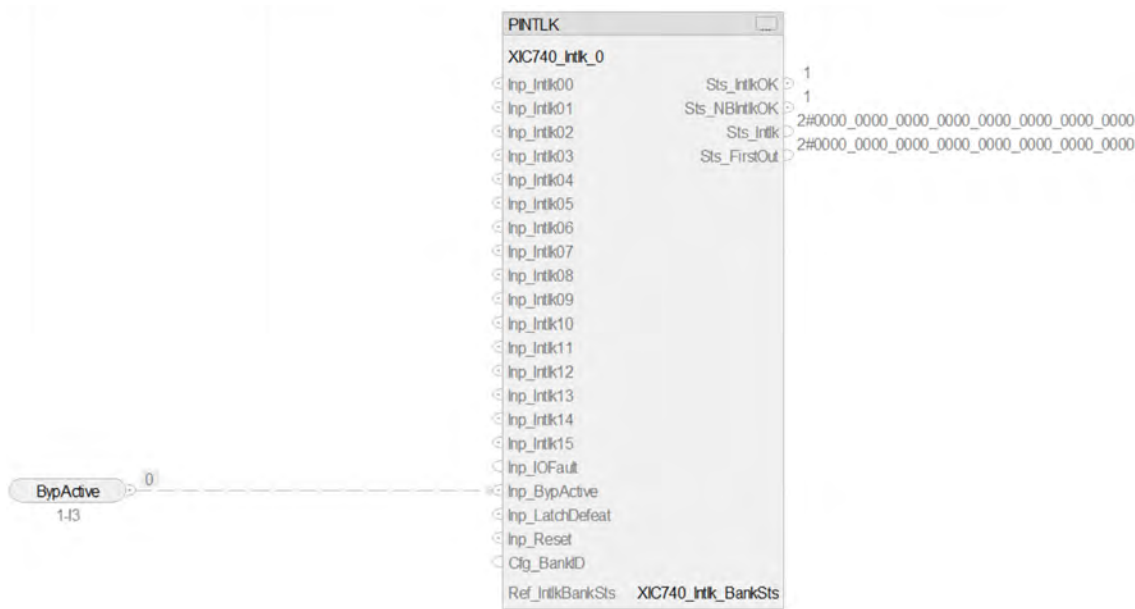 PINTLK ...
XIC740_Intlk_0
Inp_Intlk00 Sts_IntlkOK 1
Inp_Intlk01 Sts_NBIntlkOK 1
Inp_Intlk02 Sts_Intlk 2#0000_0000_0000_0000_0000_0000_0000_0000
Inp_Intlk03 Sts_FirstOut 2#0000_0000_0000_0000_0000_0000_0000_0000
Inp_Intlk04
Inp_Intlk05
Inp_Intlk06
Inp_Intlk07
Inp_Intlk08
Inp_Intlk09
Inp_Intlk10
Inp_Intlk11
Inp_Intlk12
Inp_Intlk13
Inp_Intlk14
Inp_Intlk15
Inp_IOFault
BypActive 0 Inp_BypActive
1-I3
Inp_LatchDefeat
Inp_Reset
Cfg_BankID
Ref_IntlkBankSts XIC740_Intlk_BankSts